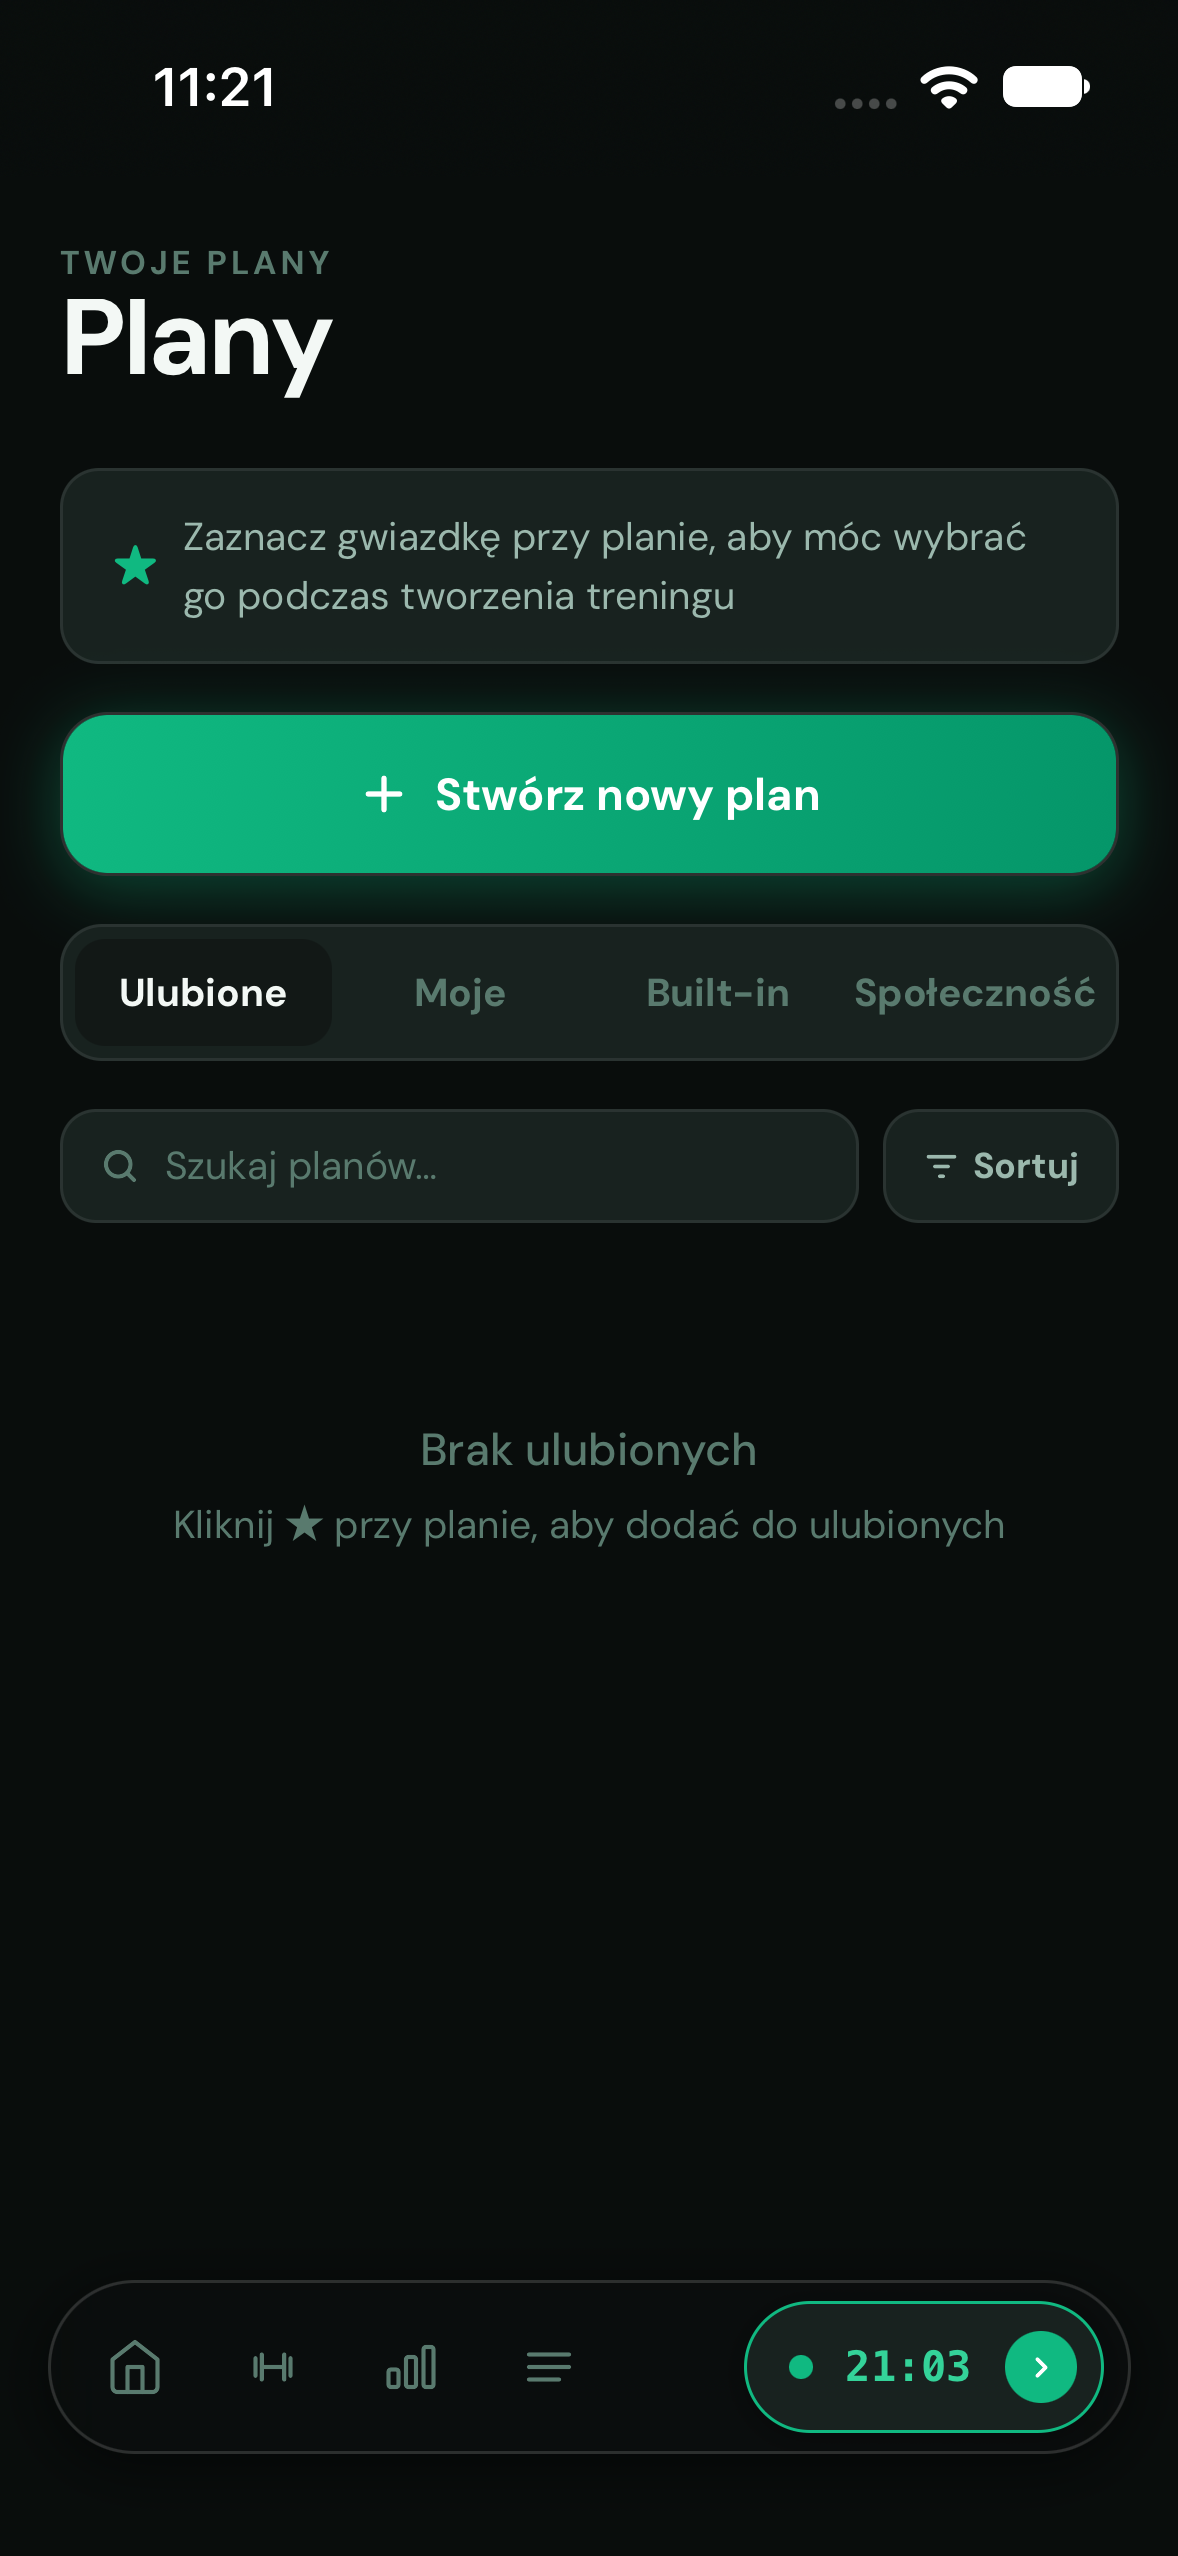 11:21
TWOJE PLANY
Plany
Zaznacz gwiazdkę przy planie, aby móc wybrać
go podczas tworzenia treningu
+ Stwórz nowy plan
Ulubione Moje Built-in Społeczność
Szukaj planów... Sortuj
Brak ulubionych
Kliknij ★ przy planie, aby dodać do ulubionych
21:03